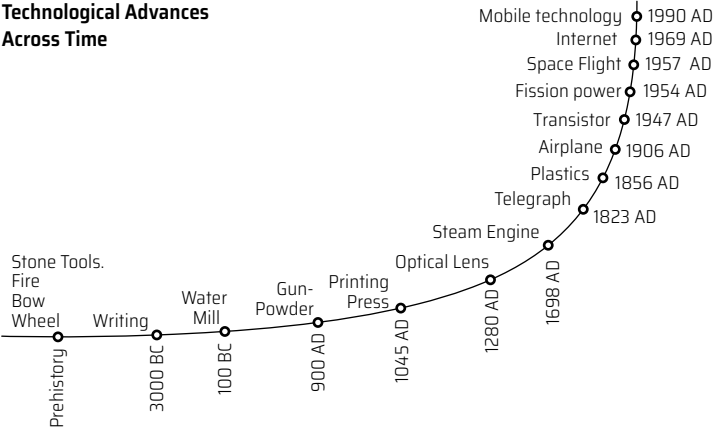 Technological Advances
Across Time
Mobile technology 1990 AD
Internet 1969 AD
Space Flight 1957 AD
Fission power 1954 AD
Transistor 1947 AD
Airplane 1906 AD
Plastics 1856 AD
Telegraph 1823 AD
Steam Engine 1698 AD
Optical Lens 1280 AD
Printing
Press 1045 AD
Gun-
Powder 900 AD
Water
Mill 100 BC
Writing 3000 BC
Stone Tools.
Fire
Bow
Wheel
Prehistory